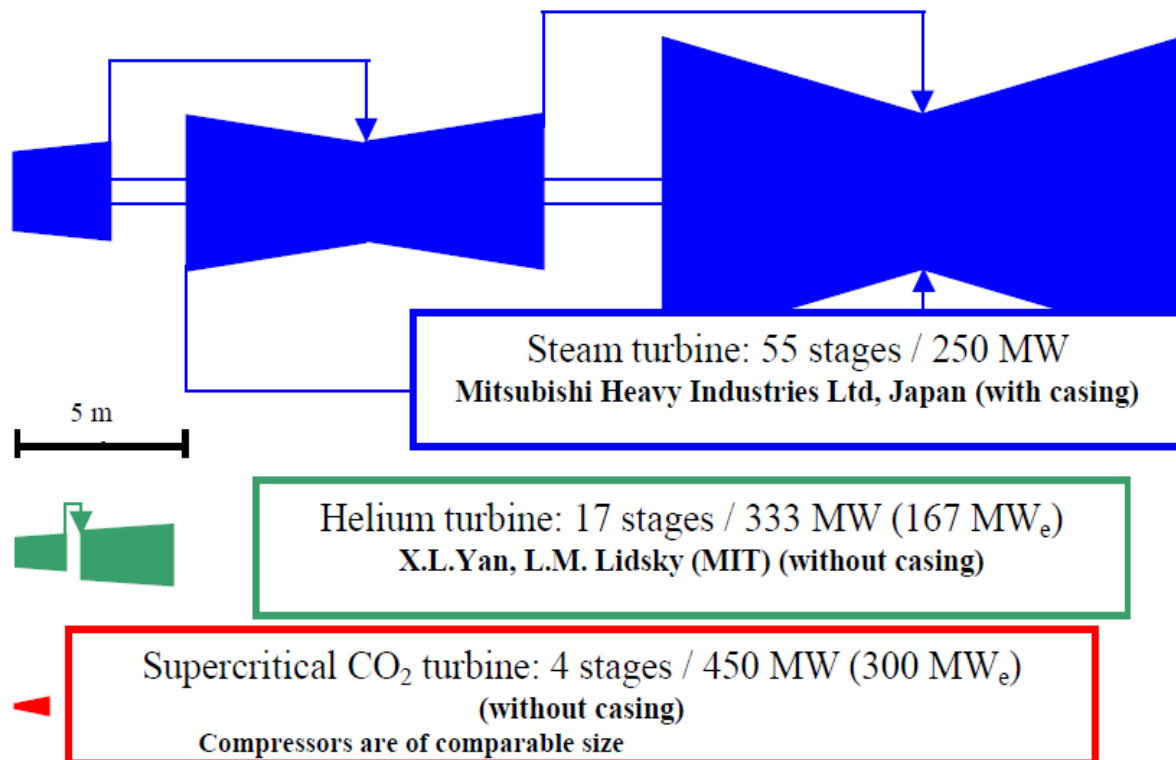 Steam turbine: 55 stages / 250 MW
Mitsubishi Heavy Industries Ltd, Japan (with casing)
5 m
Helium turbine: 17 stages / 333 MW (167 MWₑ)
X.L.Yan, L.M. Lidsky (MIT) (without casing)
Supercritical CO₂ turbine: 4 stages / 450 MW (300 MWₑ)
(without casing)
Compressors are of comparable size